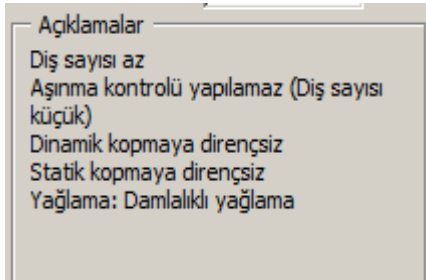 Açıklamalar
Diş sayısı az
Aşınma kontrolü yapılamaz (Diş sayısı
küçük)
Dinamik kopmaya dirençsiz
Statik kopmaya dirençsiz
Yağlama: Damlalıklı yağlama